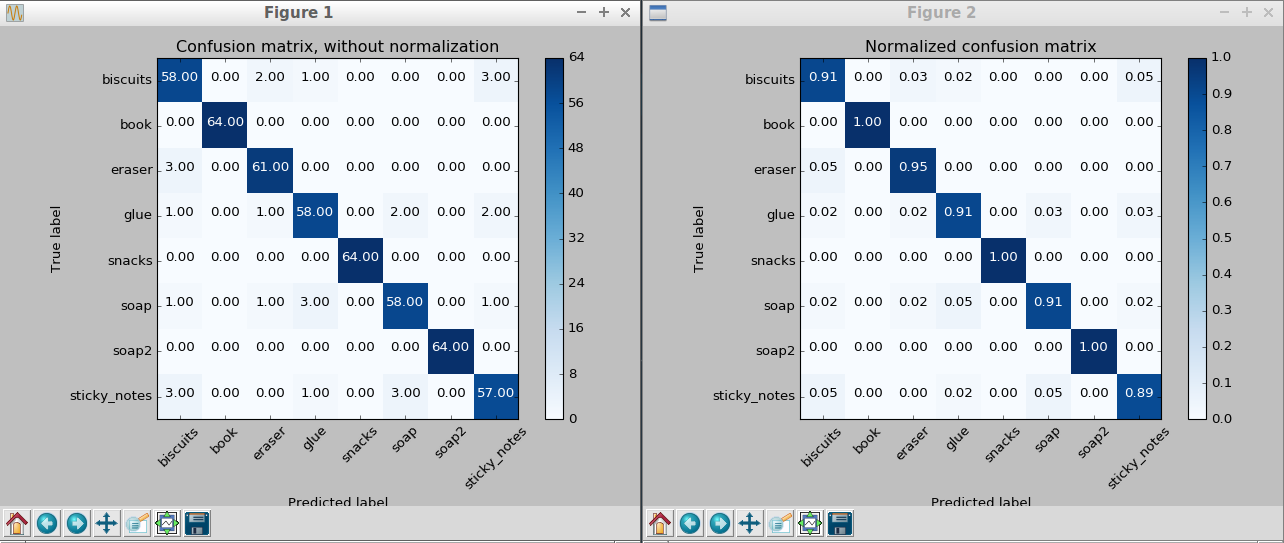 Figure 1
Confusion matrix, without normalization
biscuits 58.00 0.00 2.00 1.00 0.00 0.00 0.00 3.00
book 0.00 64.00 0.00 0.00 0.00 0.00 0.00 0.00
eraser 3.00 0.00 61.00 0.00 0.00 0.00 0.00 0.00
glue 1.00 0.00 1.00 58.00 0.00 2.00 0.00 2.00
snacks 0.00 0.00 0.00 0.00 64.00 0.00 0.00 0.00
soap 1.00 0.00 1.00 3.00 0.00 58.00 0.00 1.00
soap2 0.00 0.00 0.00 0.00 0.00 0.00 64.00 0.00
sticky_notes 3.00 0.00 0.00 1.00 0.00 3.00 0.00 57.00
True label
biscuits book eraser glue snacks soap soap2 sticky_notes
Predicted label
64
56
48
40
32
24
16
8
0
Figure 2
Normalized confusion matrix
biscuits 0.91 0.00 0.03 0.02 0.00 0.00 0.00 0.05
book 0.00 1.00 0.00 0.00 0.00 0.00 0.00 0.00
eraser 0.05 0.00 0.95 0.00 0.00 0.00 0.00 0.00
glue 0.02 0.00 0.02 0.91 0.00 0.03 0.00 0.03
snacks 0.00 0.00 0.00 0.00 1.00 0.00 0.00 0.00
soap 0.02 0.00 0.02 0.05 0.00 0.91 0.00 0.02
soap2 0.00 0.00 0.00 0.00 0.00 0.00 1.00 0.00
sticky_notes 0.05 0.00 0.00 0.02 0.00 0.05 0.00 0.89
True label
biscuits book eraser glue snacks soap soap2 sticky_notes
Predicted label
1.0
0.9
0.8
0.7
0.6
0.5
0.4
0.3
0.2
0.1
0.0